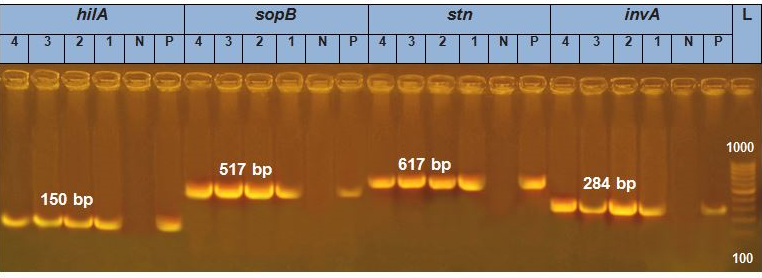 hilA sopB stn invA L
4 3 2 1 N P 4 3 2 1 N P 4 3 2 1 N P 4 3 2 1 N P
1000
517 bp 617 bp
284 bp
150 bp
100